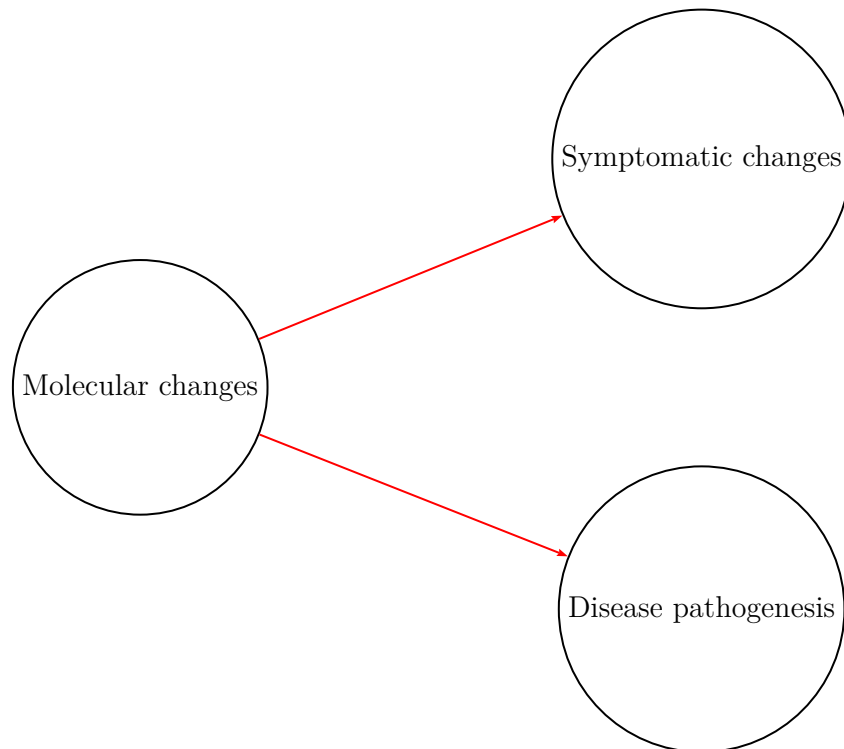 Symptomatic changes
Molecular changes
Disease pathogenesis